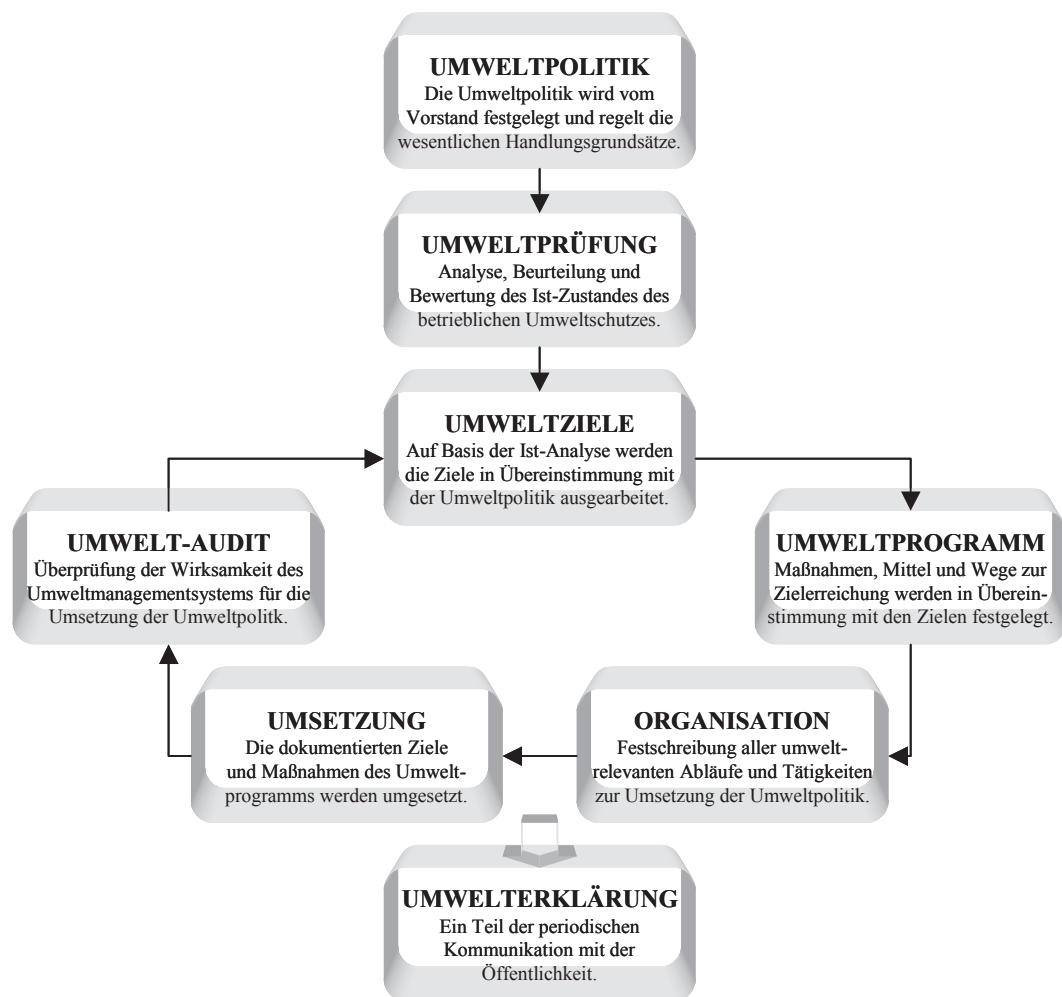 UMWELTPOLITIK
Die Umweltpolitik wird vom
Vorstand festgelegt und regelt die
wesentlichen Handlungsgrundsätze.
UMWELTPRÜFUNG
Analyse, Beurteilung und
Bewertung des Ist-Zustandes des
betrieblichen Umweltschutzes.
UMWELTZIELE
Auf Basis der Ist-Analyse werden
die Ziele in Übereinstimmung mit
der Umweltpolitik ausgearbeitet.
UMWELTPROGRAMM
Maßnahmen, Mittel und Wege zur
Zielerreichung werden in Überein-
stimmung mit den Zielen festgelegt.
ORGANISATION
Festschreibung aller umwelt-
relevanten Abläufe und Tätigkeiten
zur Umsetzung der Umweltpolitik.
UMSETZUNG
Die dokumentierten Ziele
und Maßnahmen des Umwelt-
programms werden umgesetzt.
UMWELT-AUDIT
Überprüfung der Wirksamkeit des
Umweltmanagementsystems für die
Umsetzung der Umweltpolitk.
UMWELTERKLÄRUNG
Ein Teil der periodischen
Kommunikation mit der
Öffentlichkeit.